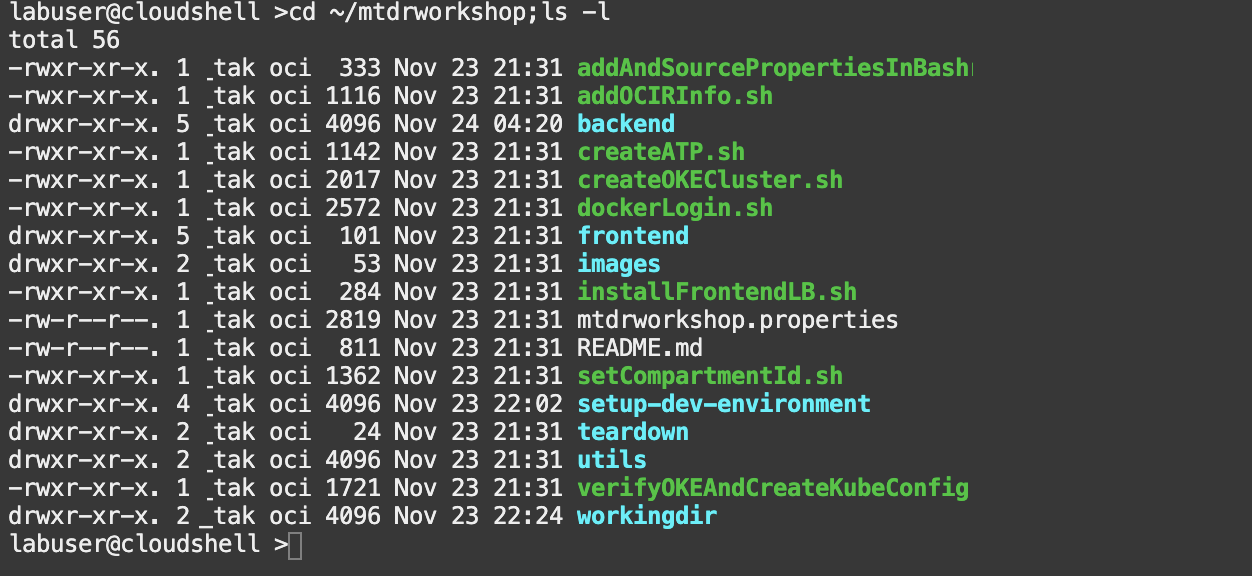 labuser@cloudshell >cd ~/mtdrworkshop;ls -l
total 56
-rwxr-xr-x. 1 _tak oci  333 Nov 23 21:31 addAndSourcePropertiesInBash
-rwxr-xr-x. 1 _tak oci 1116 Nov 23 21:31 addOCIRInfo.sh
drwxr-xr-x. 5 _tak oci 4096 Nov 24 04:20 backend
-rwxr-xr-x. 1 _tak oci 1142 Nov 23 21:31 createATP.sh
-rwxr-xr-x. 1 _tak oci 2017 Nov 23 21:31 createOKECluster.sh
-rwxr-xr-x. 1 _tak oci 2572 Nov 23 21:31 dockerLogin.sh
drwxr-xr-x. 5 _tak oci  101 Nov 23 21:31 frontend
drwxr-xr-x. 2 _tak oci   53 Nov 23 21:31 images
-rwxr-xr-x. 1 _tak oci  284 Nov 23 21:31 installFrontendLB.sh
-rw-r--r--. 1 _tak oci 2819 Nov 23 21:31 mtdrworkshop.properties
-rw-r--r--. 1 _tak oci  811 Nov 23 21:31 README.md
-rwxr-xr-x. 1 _tak oci 1362 Nov 23 21:31 setCompartmentId.sh
drwxr-xr-x. 4 _tak oci 4096 Nov 23 22:02 setup-dev-environment
drwxr-xr-x. 2 _tak oci   24 Nov 23 21:31 teardown
drwxr-xr-x. 2 _tak oci 4096 Nov 23 21:31 utils
-rwxr-xr-x. 1 _tak oci 1721 Nov 23 21:31 verifyOKEAndCreateKubeConfig
drwxr-xr-x. 2 _tak oci 4096 Nov 23 22:24 workingdir
labuser@cloudshell >